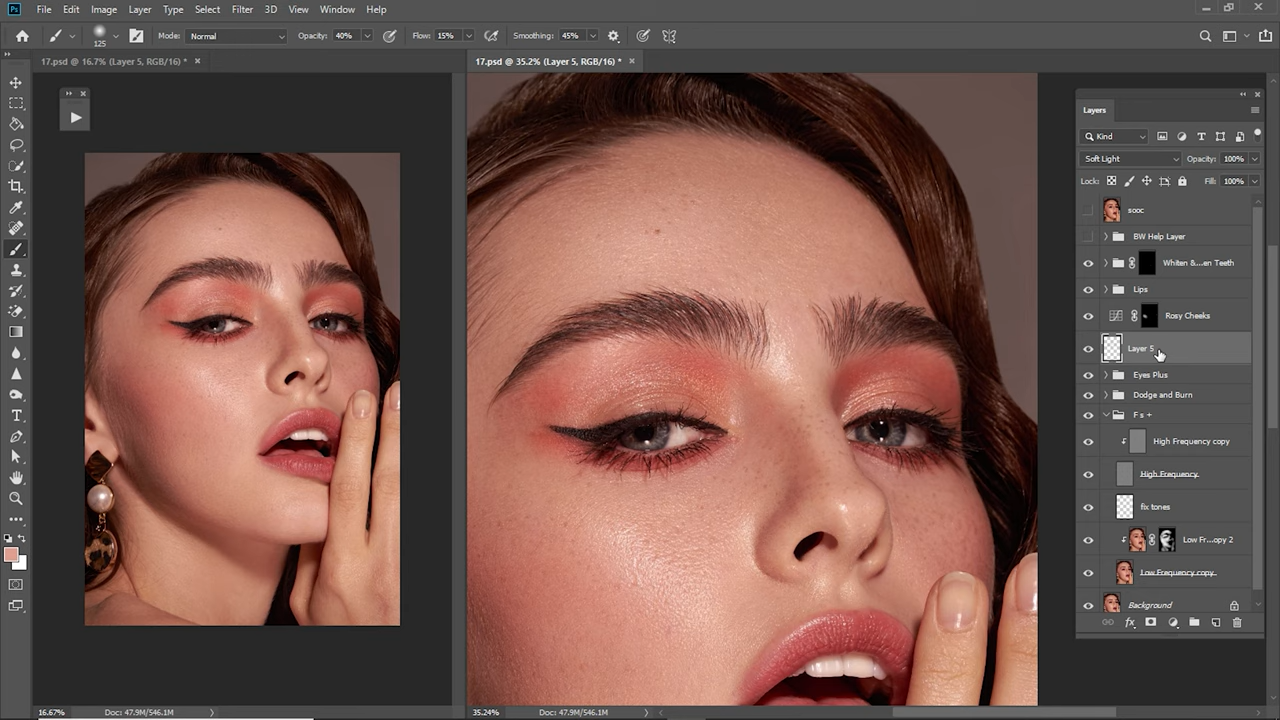 Ps File Edit Image Layer Type Select Filter 3D View Window Help
125 Mode: Normal Opacity: 40% Flow: 15% Smoothing: 45%
17.psd @ 16.7% (Layer 5, RGB/16) * 17.psd @ 35.2% (Layer 5, RGB/16) *
Layers
Kind
Soft Light Opacity: 100%
Lock: Fill: 100%
sooc
BW Help Layer
Whiten &...en Teeth
Lips
Rosy Cheeks
Layer 5
Eyes Plus
Dodge and Burn
F s +
High Frequency copy
High Frequency
fix tones
Low Fr...opy 2
Low Frequency copy
Background
fx
16.67% Doc: 47.9M/546.1M 35.24% Doc: 47.9M/546.1M